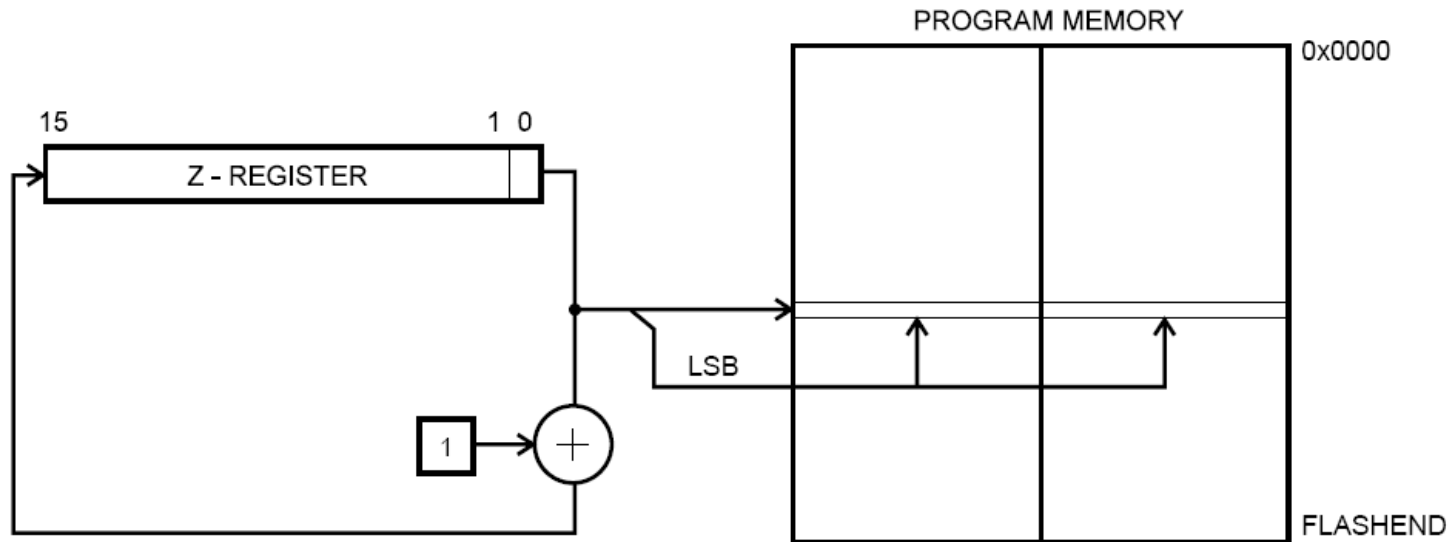 PROGRAM MEMORY
0x0000
15 1 0
Z - REGISTER
LSB
1
FLASHEND